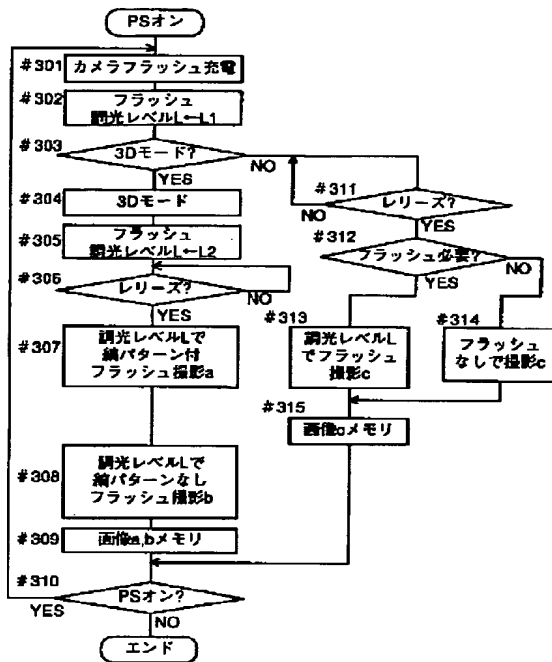 PSオン
#301
カメラフラッシュ充電
#302
フラッシュ
調光レベルL←L1
#303
3Dモード?
NO
YES
#304
3Dモード
#305
フラッシュ
調光レベルL←L2
#306
レリーズ?
NO
YES
#307
調光レベルLで
縞パターン付
フラッシュ撮影a
#308
調光レベルLで
縞パターンなし
フラッシュ撮影b
#309
画像a,bメモリ
#310
PSオン?
YES
NO
エンド
#311
レリーズ?
NO
YES
#312
フラッシュ必要?
NO
YES
#313
調光レベルL
でフラッシュ
撮影c
#314
フラッシュ
なしで撮影c
#315
画像cメモリ